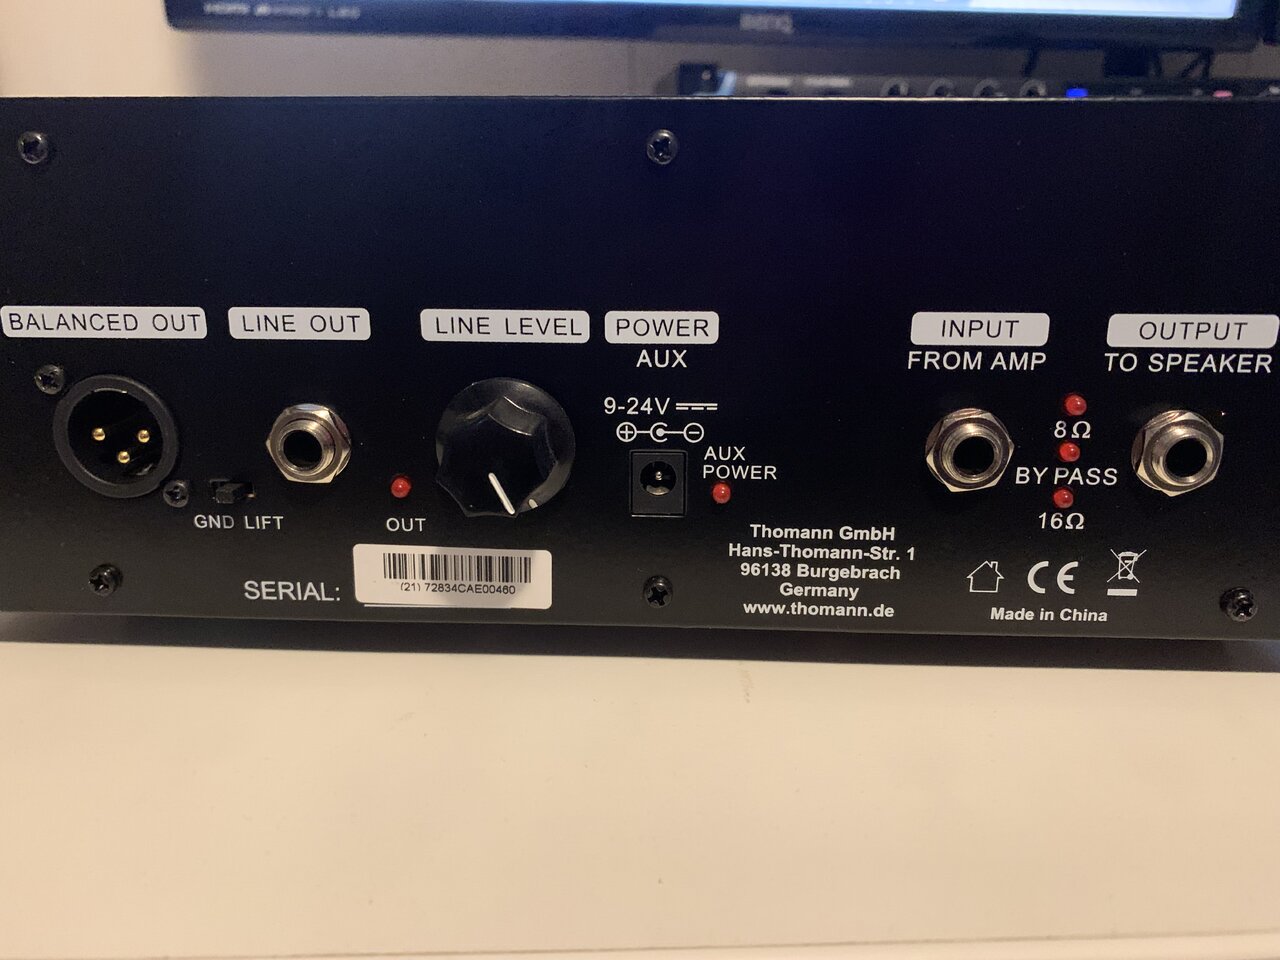 BenQ
BALANCED OUT
LINE OUT
LINE LEVEL
POWER
AUX
9-24V
AUX
POWER
GND LIFT
OUT
INPUT
FROM AMP
OUTPUT
TO SPEAKER
8Ω
BY PASS
16Ω
SERIAL:
(21) 72834CAE00460
Thomann GmbH
Hans-Thomann-Str. 1
96138 Burgebrach
Germany
www.thomann.de
CE
Made in China